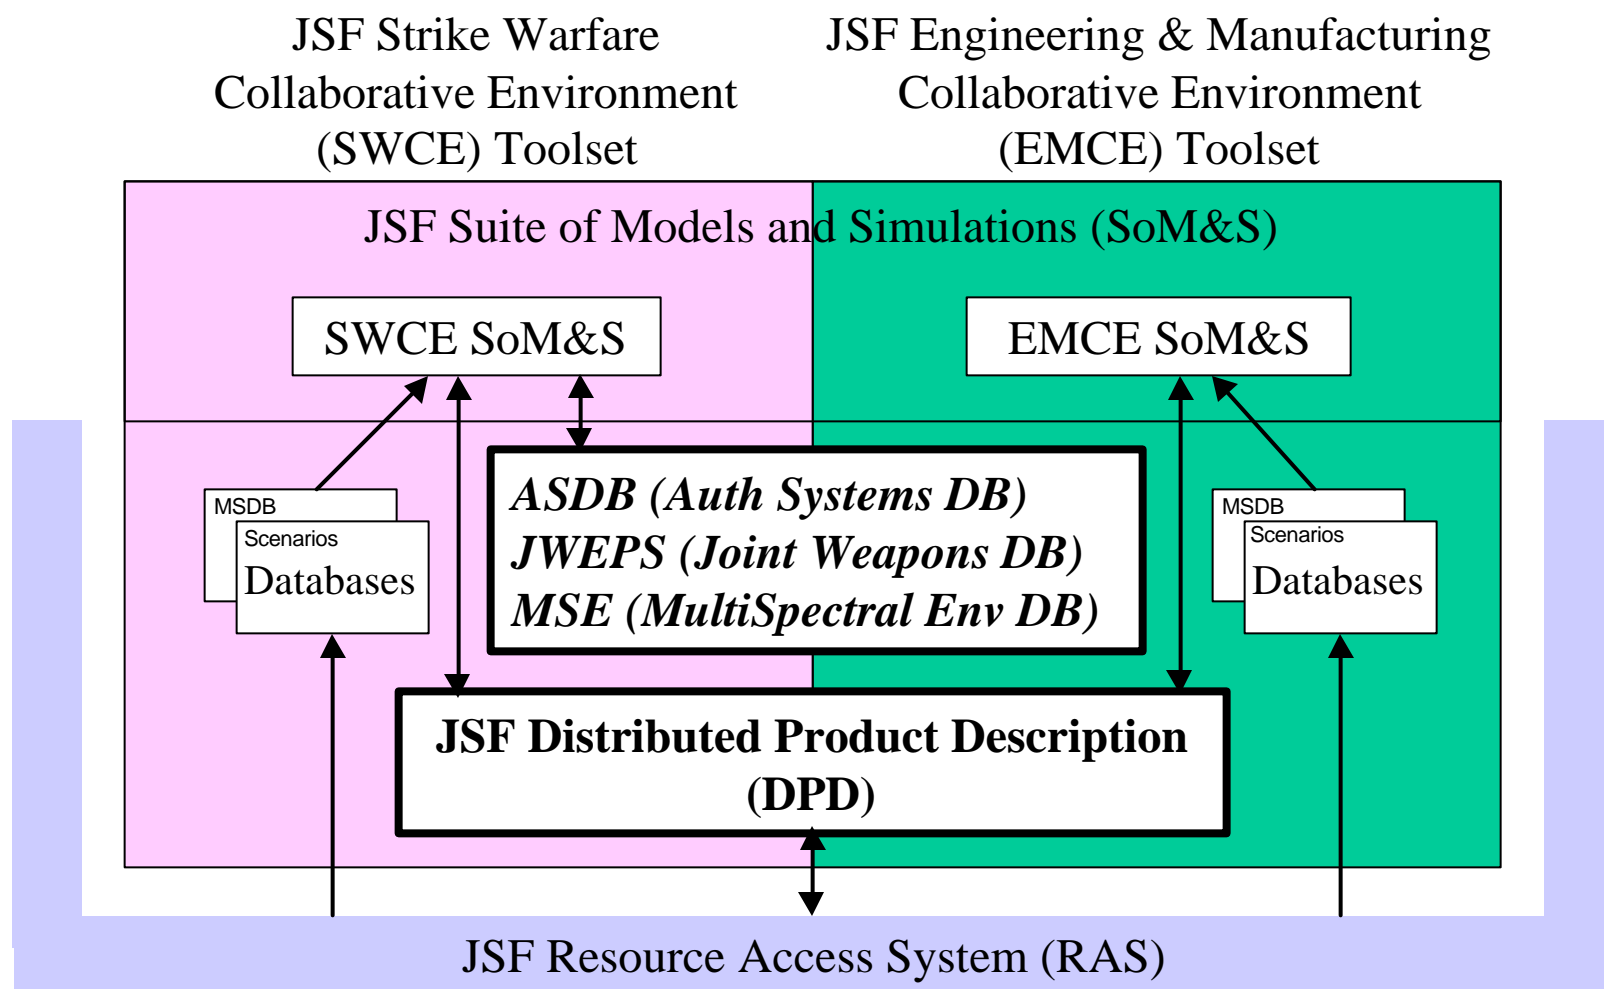 JSF Strike Warfare
Collaborative Environment
(SWCE) Toolset
JSF Engineering & Manufacturing
Collaborative Environment
(EMCE) Toolset
JSF Suite of Models and Simulations (SoM&S)
SWCE SoM&S
EMCE SoM&S
MSDB
Scenarios
Databases
ASDB (Auth Systems DB)
JWEPS (Joint Weapons DB)
MSE (MultiSpectral Env DB)
MSDB
Scenarios
Databases
JSF Distributed Product Description
(DPD)
JSF Resource Access System (RAS)